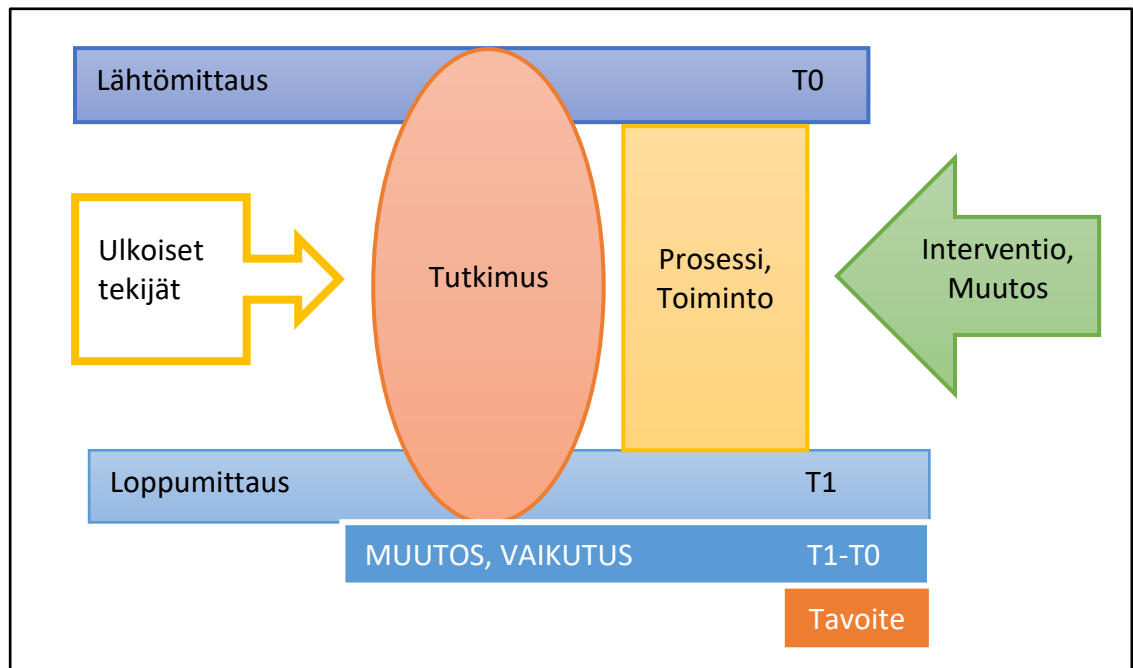 Lähtömittaus T0
Ulkoiset
tekijät
Tutkimus
Prosessi,
Toiminto
Interventio,
Muutos
Loppumittaus T1
MUUTOS, VAIKUTUS T1-T0
Tavoite